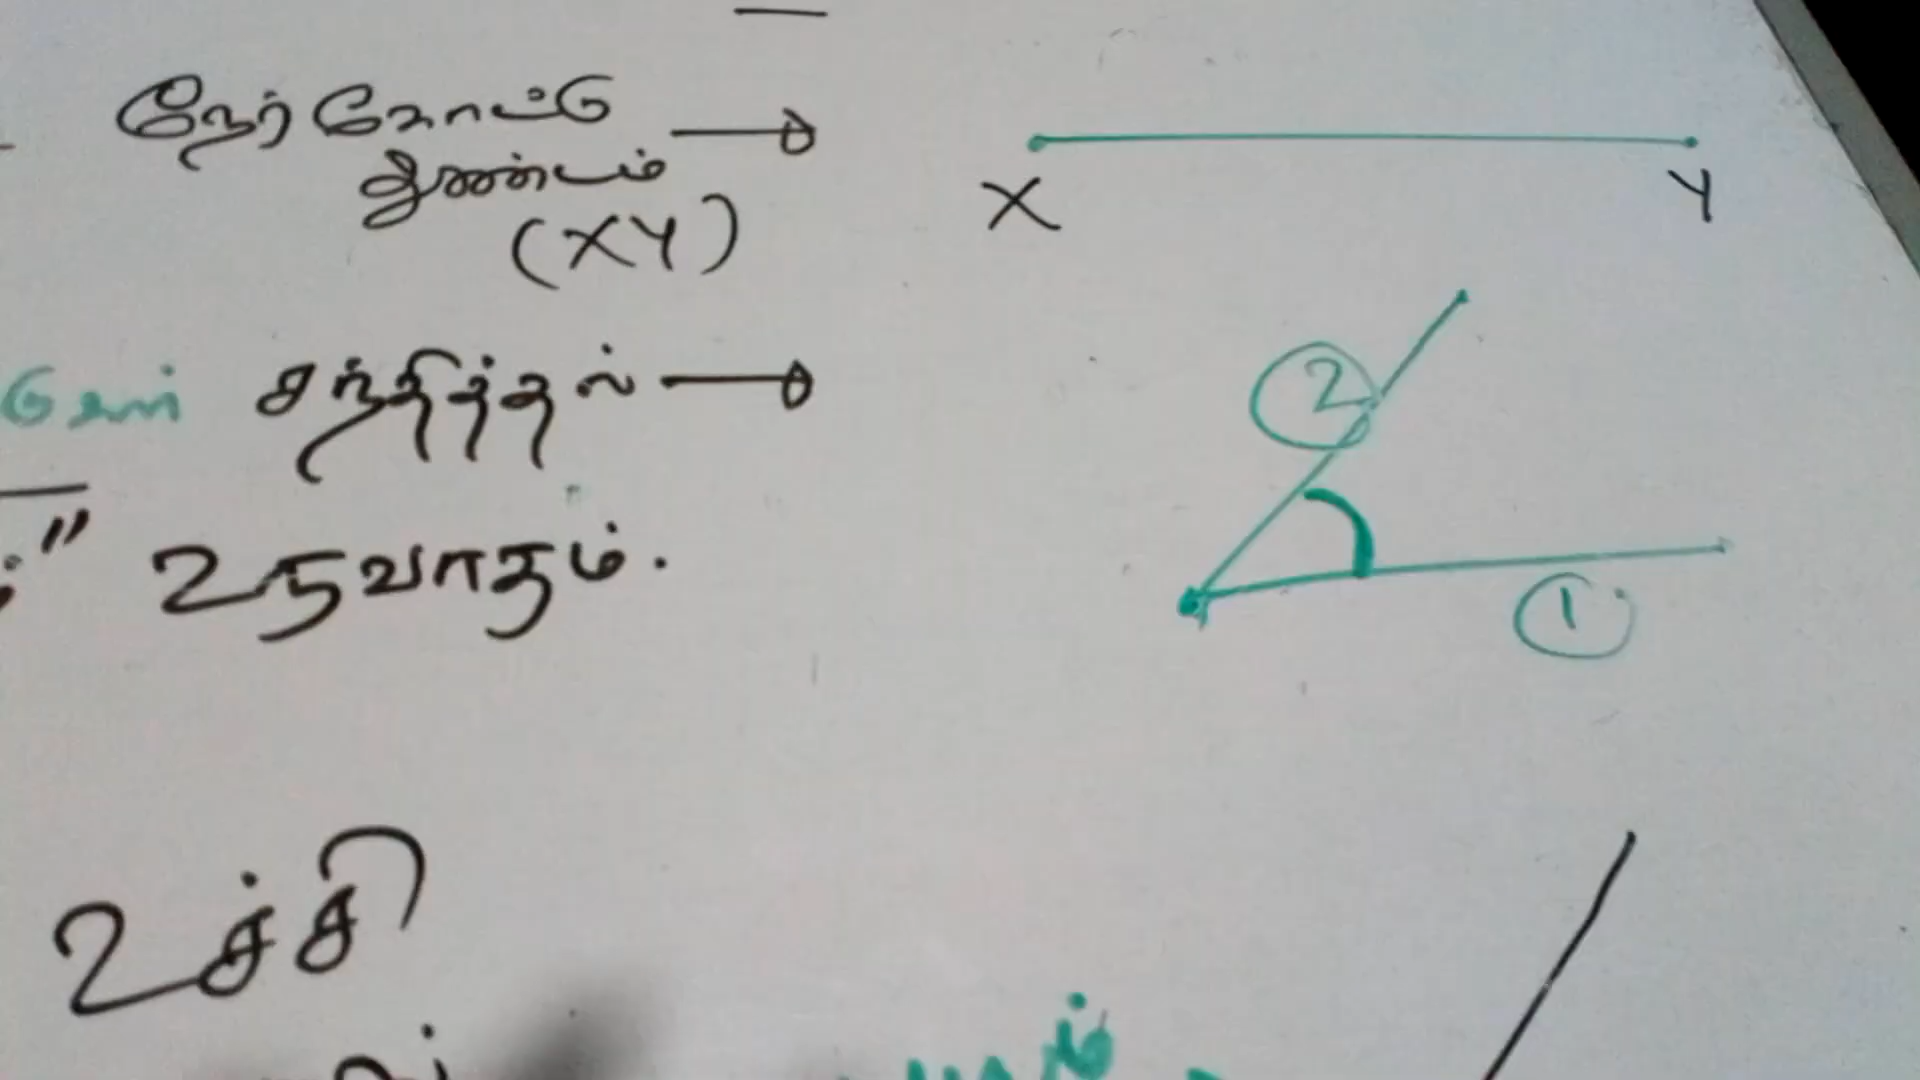 நேர் கோட்டு
துண்டம்
(XY)
X Y
சந்தித்தல்
2
" உருவாகும்.
1
உச்சி